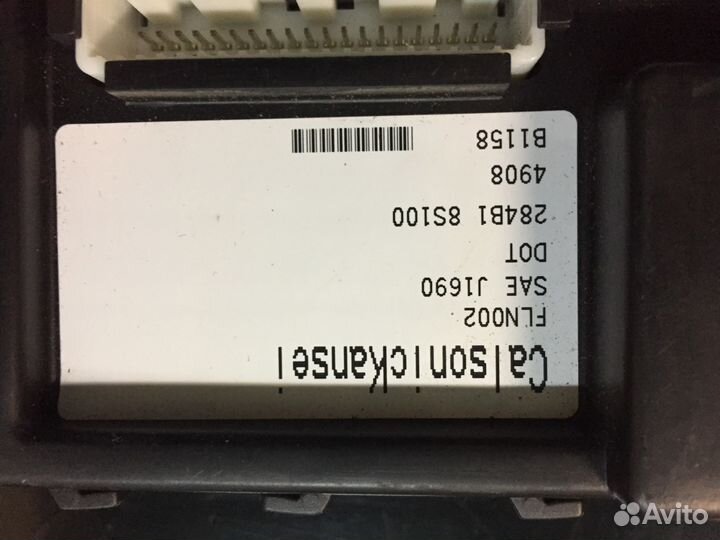 CalsonicKansei
FLN002
SAE J1690
DOT
284B1 8S100
4908
B1158
Avito